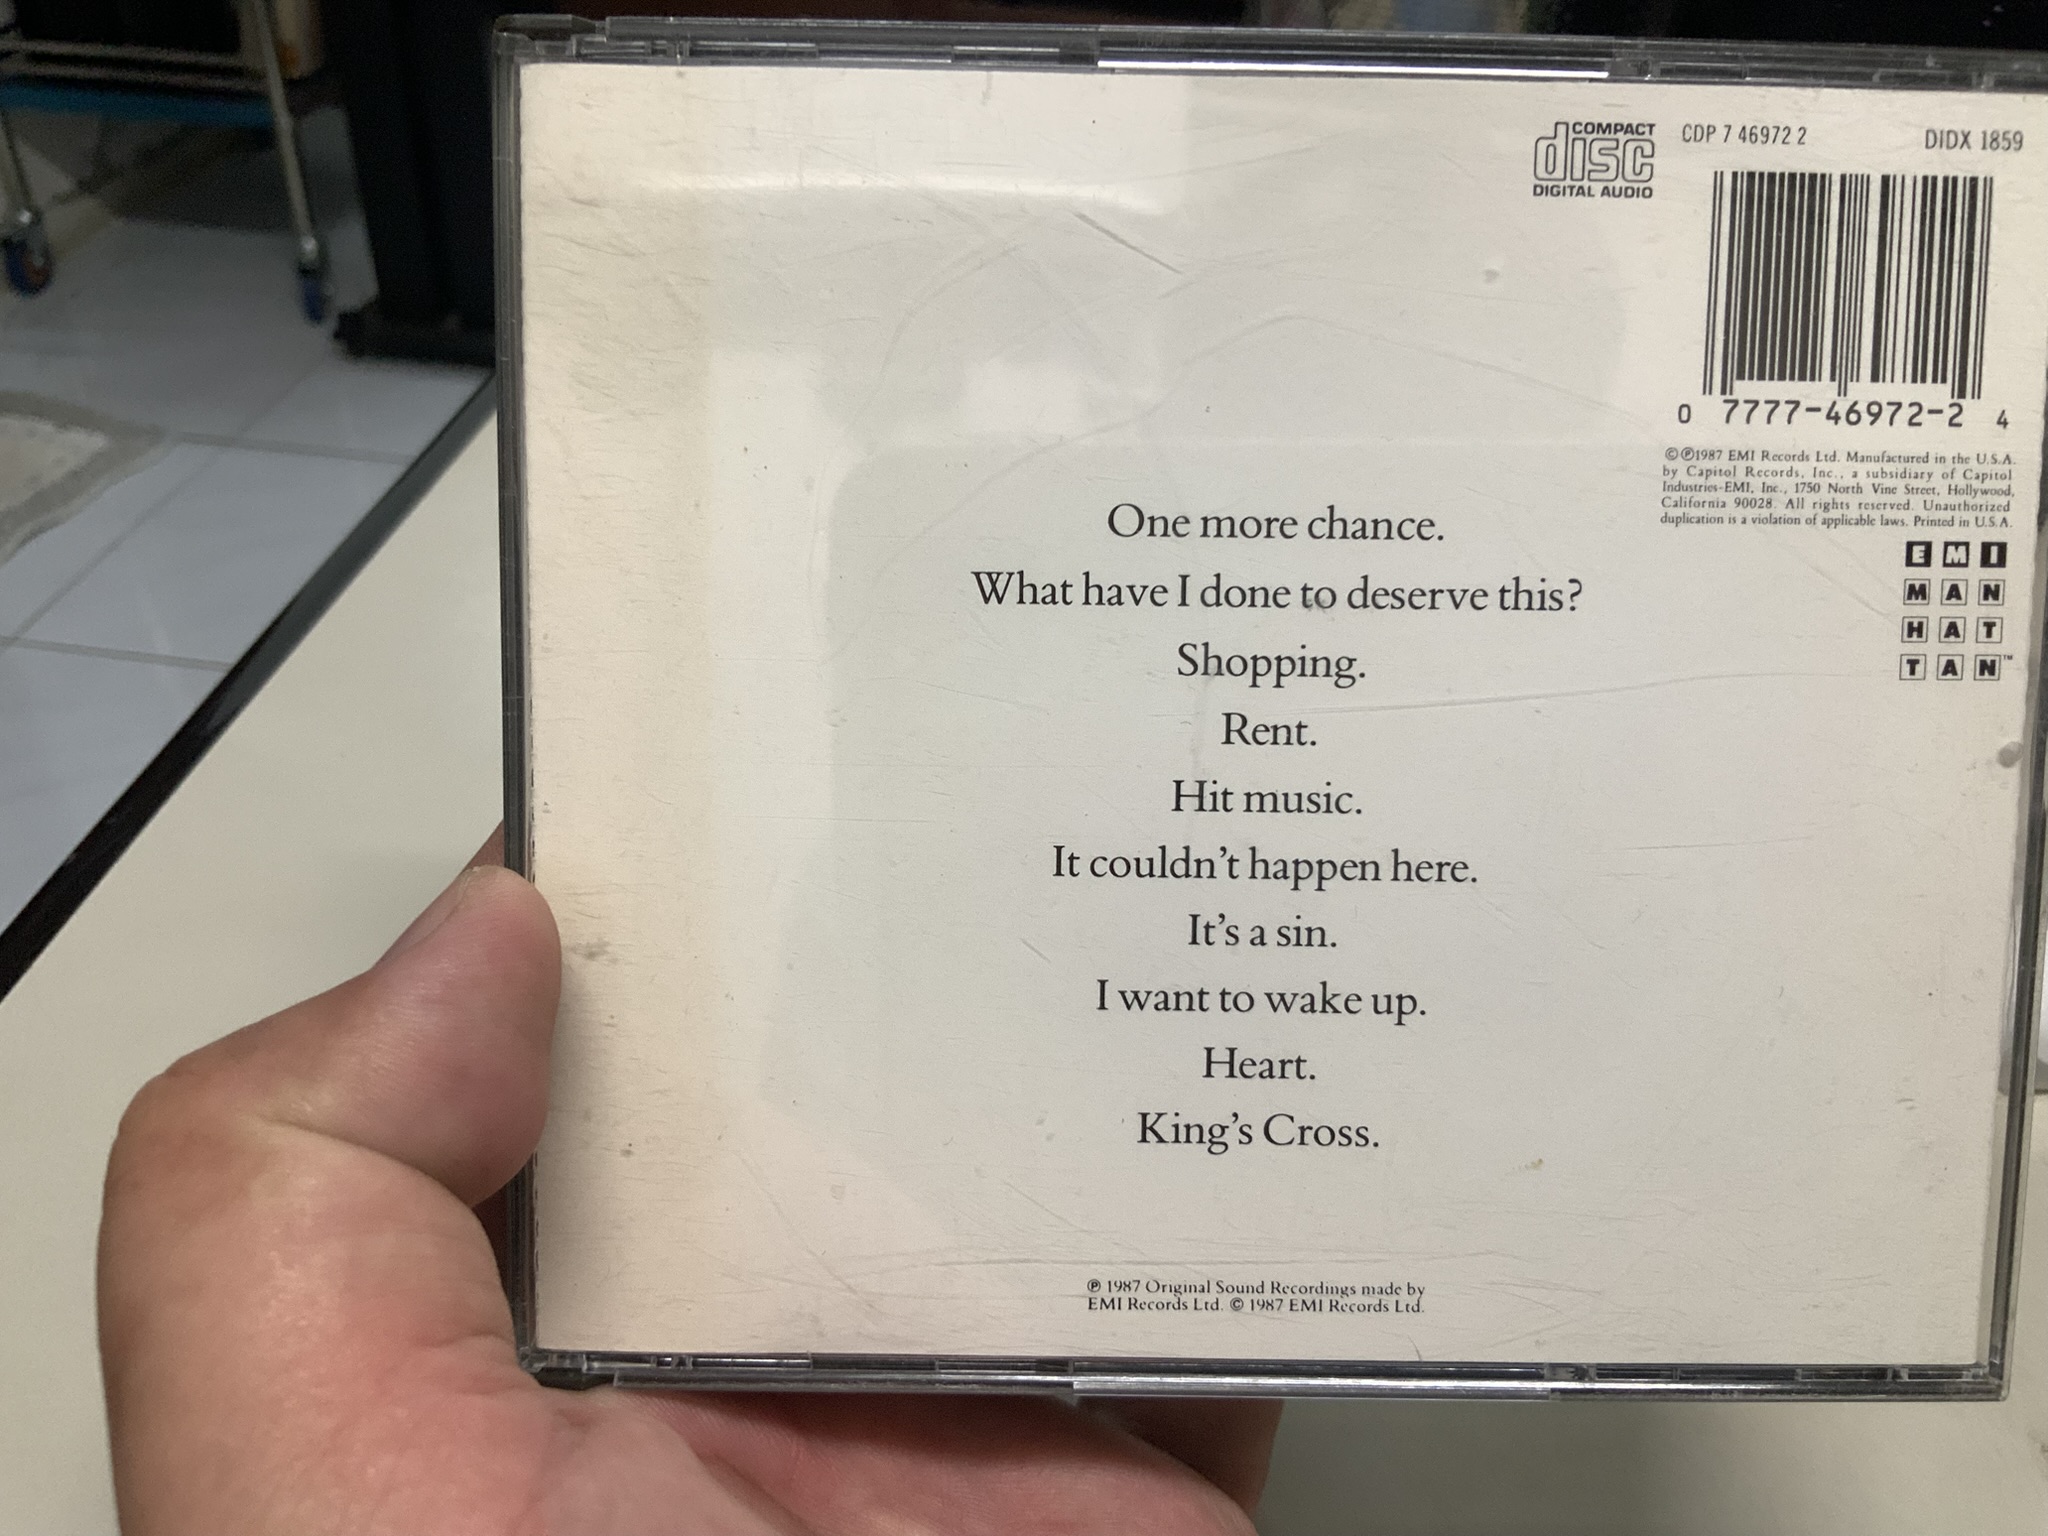 COMPACT
disc
DIGITAL AUDIO
CDP 7 46972 2
DIDX 1859
0 7777-46972-2 4
©℗1987 EMI Records Ltd. Manufactured in the U.S.A.
by Capitol Records, Inc., a subsidiary of Capitol
Industries-EMI, Inc., 1750 North Vine Street, Hollywood,
California 90028. All rights reserved. Unauthorized
duplication is a violation of applicable laws. Printed in U.S.A.
EMI
MAN
HAT
TAN™
One more chance.
What have I done to deserve this?
Shopping.
Rent.
Hit music.
It couldn't happen here.
It's a sin.
I want to wake up.
Heart.
King's Cross.
℗ 1987 Original Sound Recordings made by
EMI Records Ltd. © 1987 EMI Records Ltd.